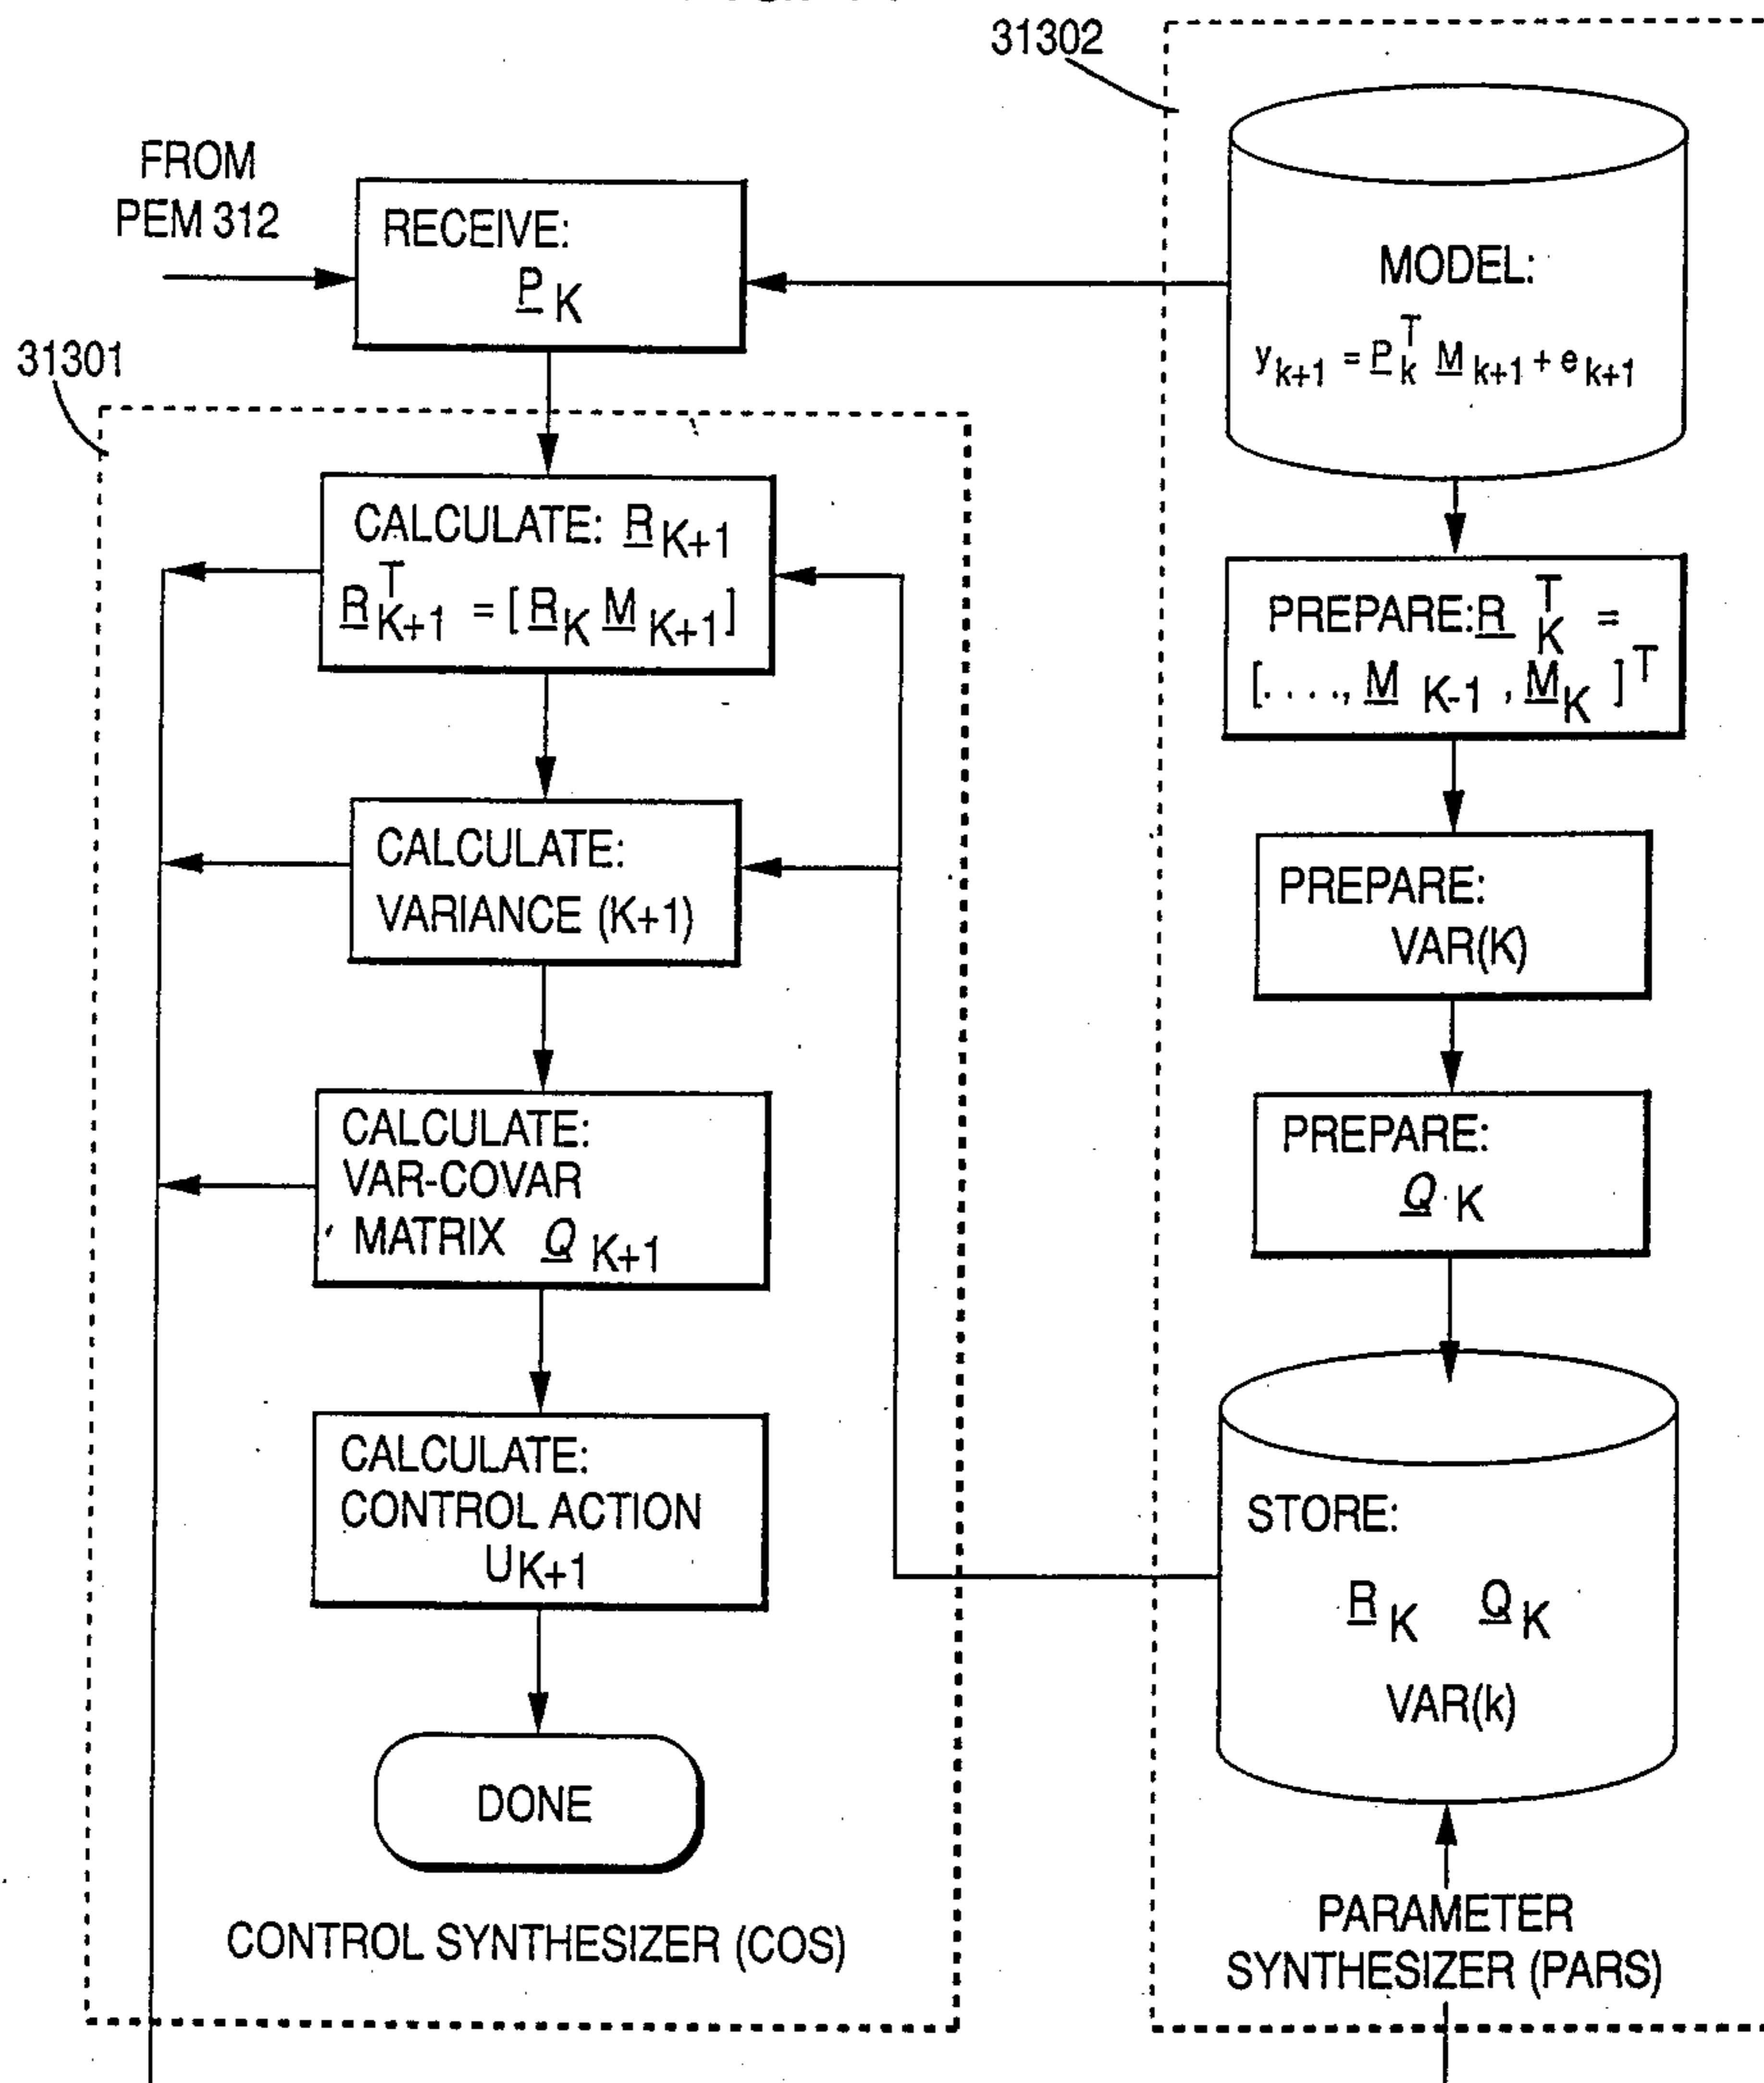 31302
FROM
PEM 312
RECEIVE:
P K
MODEL:
y k+1 = P k T M k+1 + e k+1
31301
CALCULATE: R K+1
R K+1 T = [ R K M K+1 ]
PREPARE: R K T =
[. . . ., M K-1 , M K ] T
CALCULATE:
VARIANCE (K+1)
PREPARE:
VAR(K)
CALCULATE:
VAR-COVAR
MATRIX Q K+1
PREPARE:
Q K
CALCULATE:
CONTROL ACTION
U K+1
STORE:
R K Q K
VAR(k)
DONE
CONTROL SYNTHESIZER (COS)
PARAMETER
SYNTHESIZER (PARS)